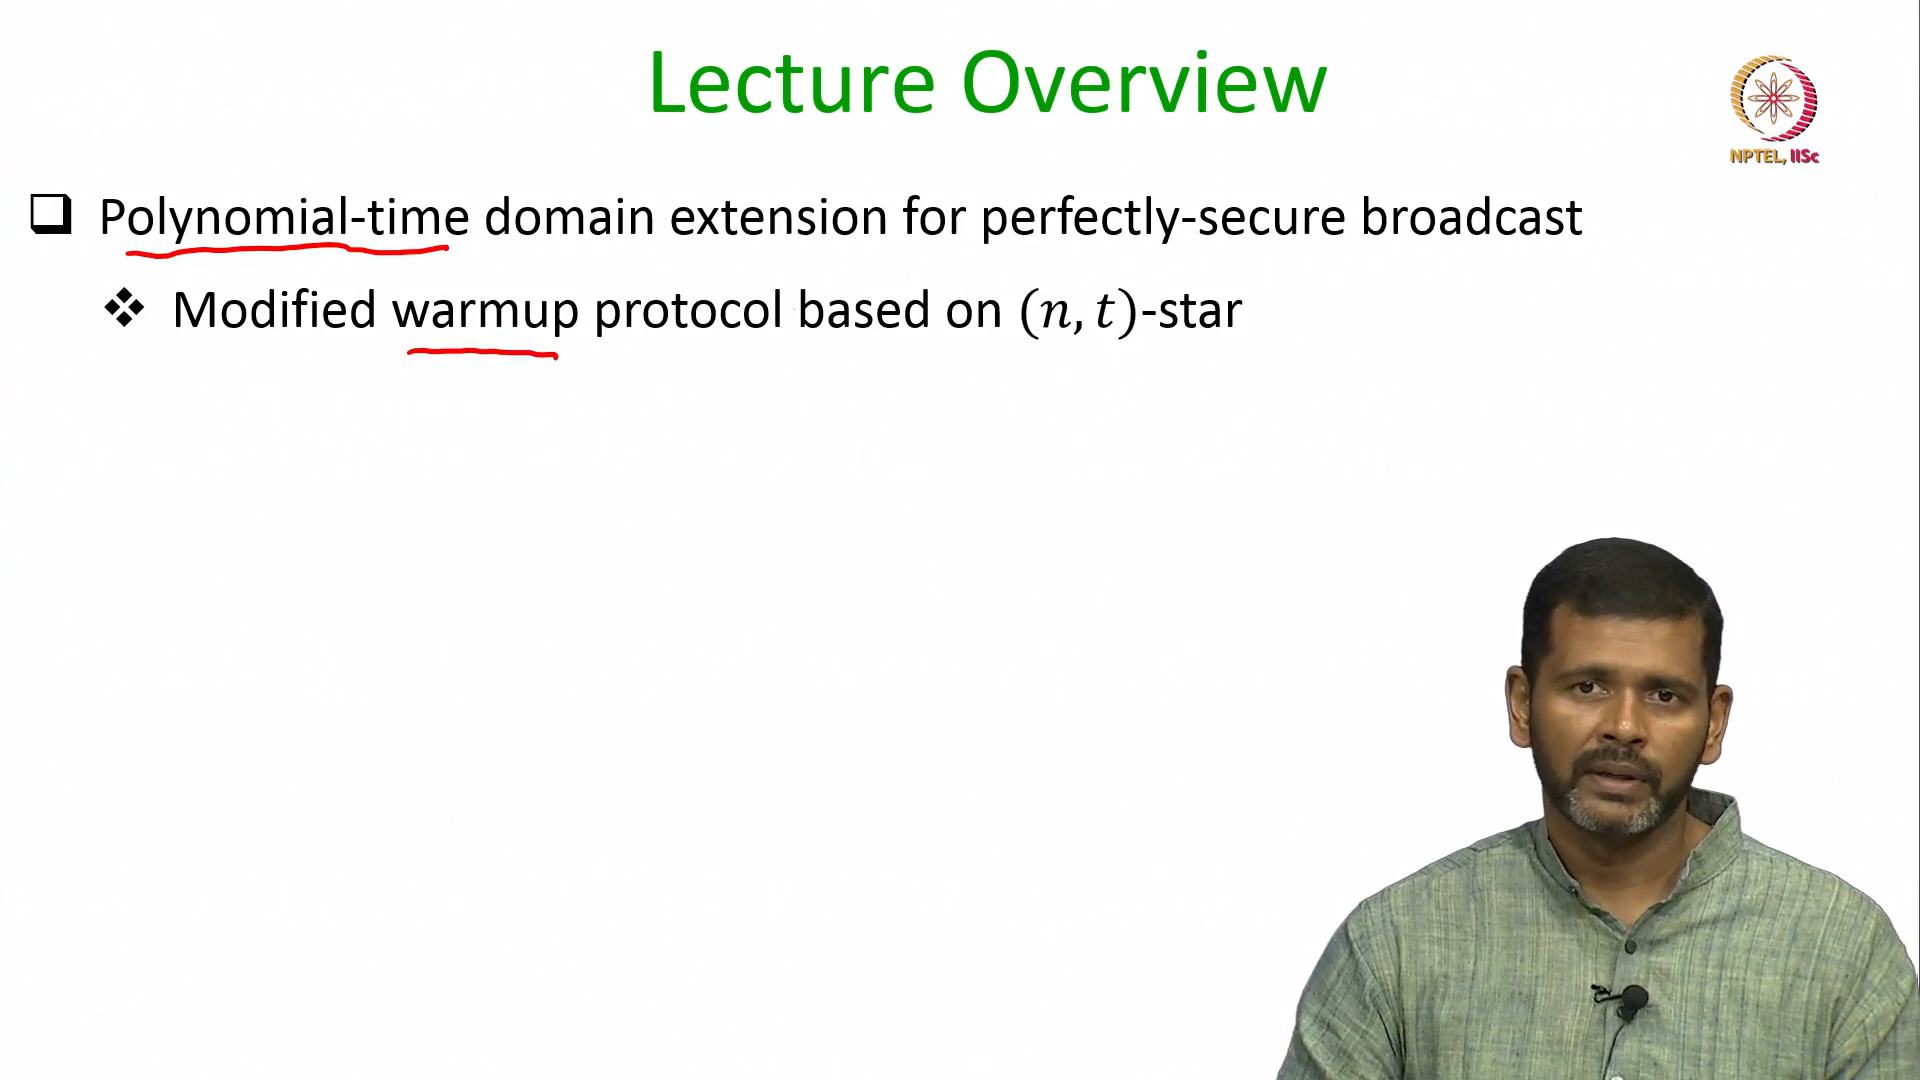 Lecture Overview
NPTEL, IISc
Polynomial-time domain extension for perfectly-secure broadcast
Modified warmup protocol based on (n, t)-star